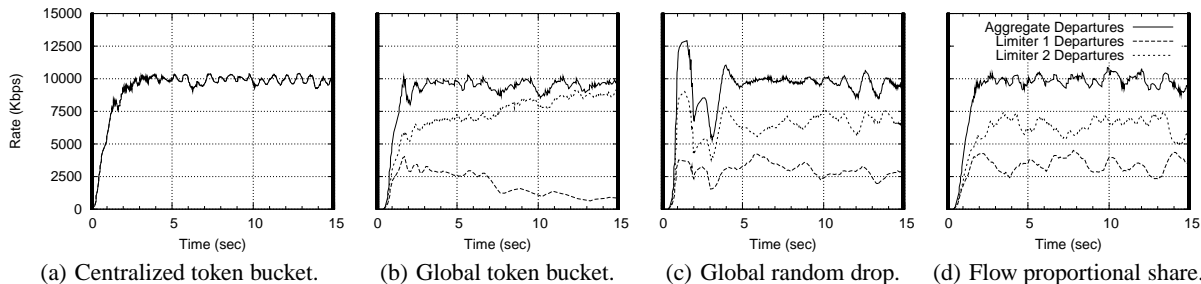 15000
12500
10000
7500
5000
2500
0
Rate (Kbps)
0 5 10 15
Time (sec)
(a) Centralized token bucket.
0 5 10 15
Time (sec)
(b) Global token bucket.
0 5 10 15
Time (sec)
(c) Global random drop.
Aggregate Departures
Limiter 1 Departures
Limiter 2 Departures
0 5 10 15
Time (sec)
(d) Flow proportional share.